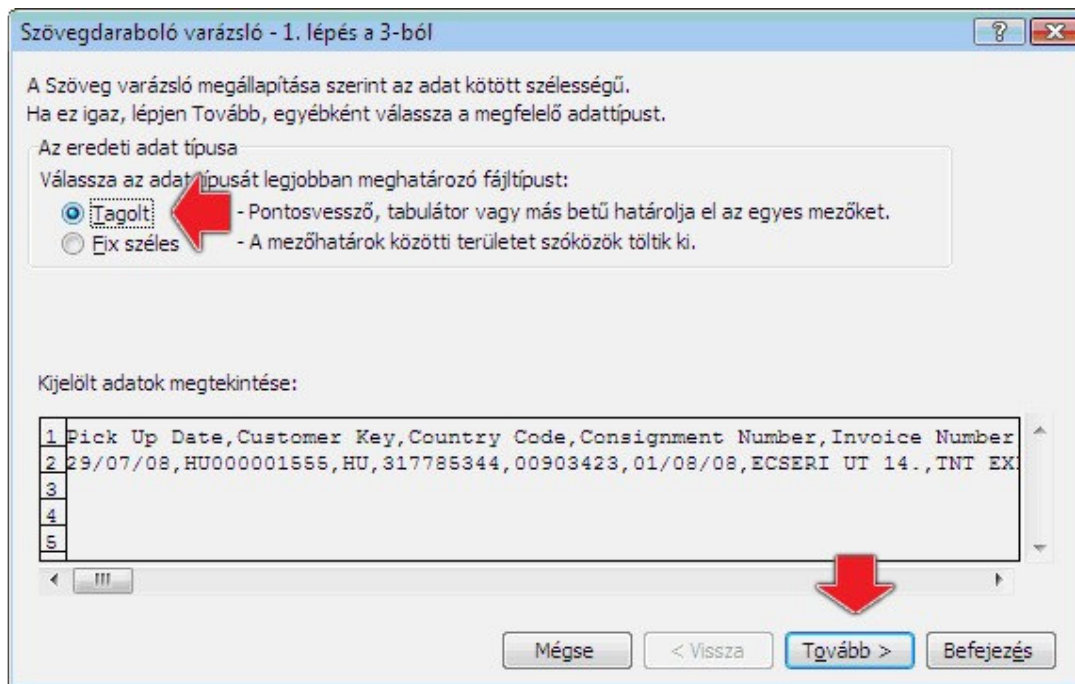 Szövegdaraboló varázsló - 1. lépés a 3-ból
A Szöveg varázsló megállapítása szerint az adat kötött szélességű.
Ha ez igaz, lépjen Tovább, egyébként válassza a megfelelő adattípust.
Az eredeti adat típusa
Válassza az adat típusát legjobban meghatározó fájltípust:
Tagolt - Pontosvessző, tabulátor vagy más betű határolja el az egyes mezőket.
Fix széles - A mezőhatárok közötti területet szóközök töltik ki.
Kijelölt adatok megtekintése:
1 Pick Up Date,Customer Key,Country Code,Consignment Number,Invoice Number
2 29/07/08,HU000001555,HU,317785344,00903423,01/08/08,ECSERI UT 14.,TNT
3
4
5
Mégse < Vissza Tovább > Befejezés